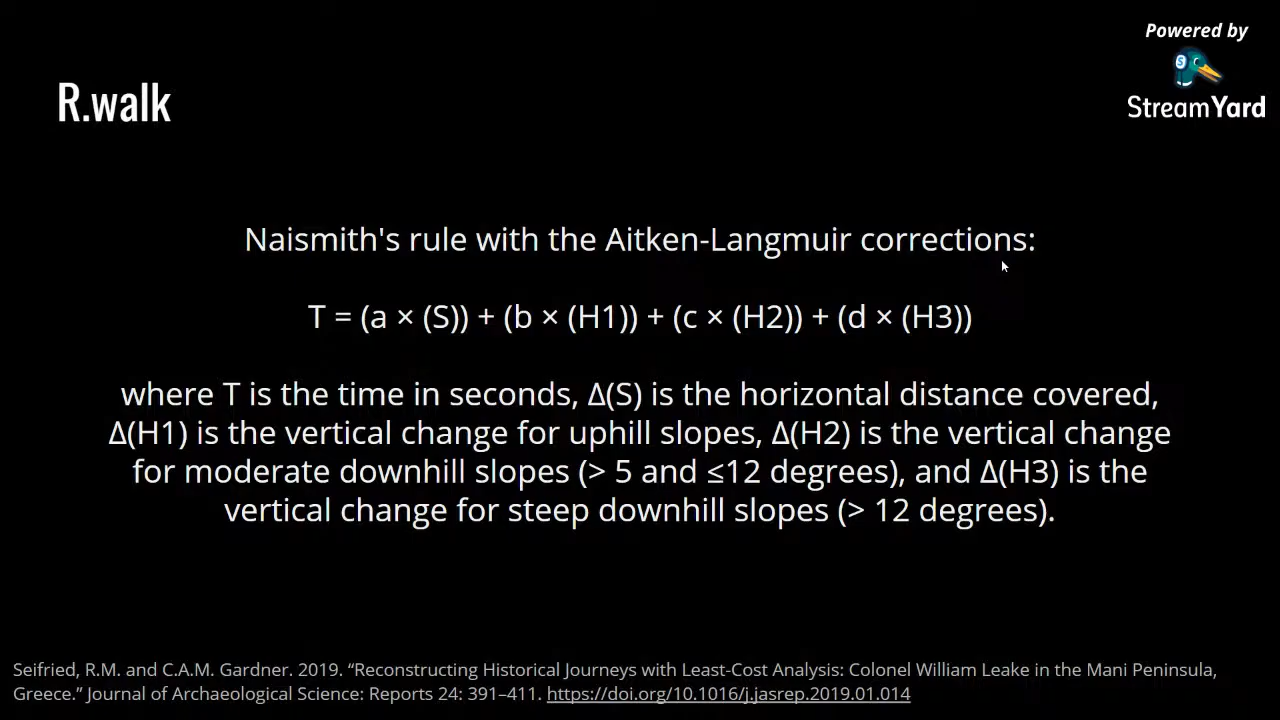 Powered by
StreamYard
R.walk
Naismith's rule with the Aitken-Langmuir corrections:
T = (a × (S)) + (b × (H1)) + (c × (H2)) + (d × (H3))
where T is the time in seconds, Δ(S) is the horizontal distance covered,
Δ(H1) is the vertical change for uphill slopes, Δ(H2) is the vertical change
for moderate downhill slopes (> 5 and ≤12 degrees), and Δ(H3) is the
vertical change for steep downhill slopes (> 12 degrees).
Seifried, R.M. and C.A.M. Gardner. 2019. “Reconstructing Historical Journeys with Least-Cost Analysis: Colonel William Leake in the Mani Peninsula,
Greece.” Journal of Archaeological Science: Reports 24: 391–411. https://doi.org/10.1016/j.jasrep.2019.01.014